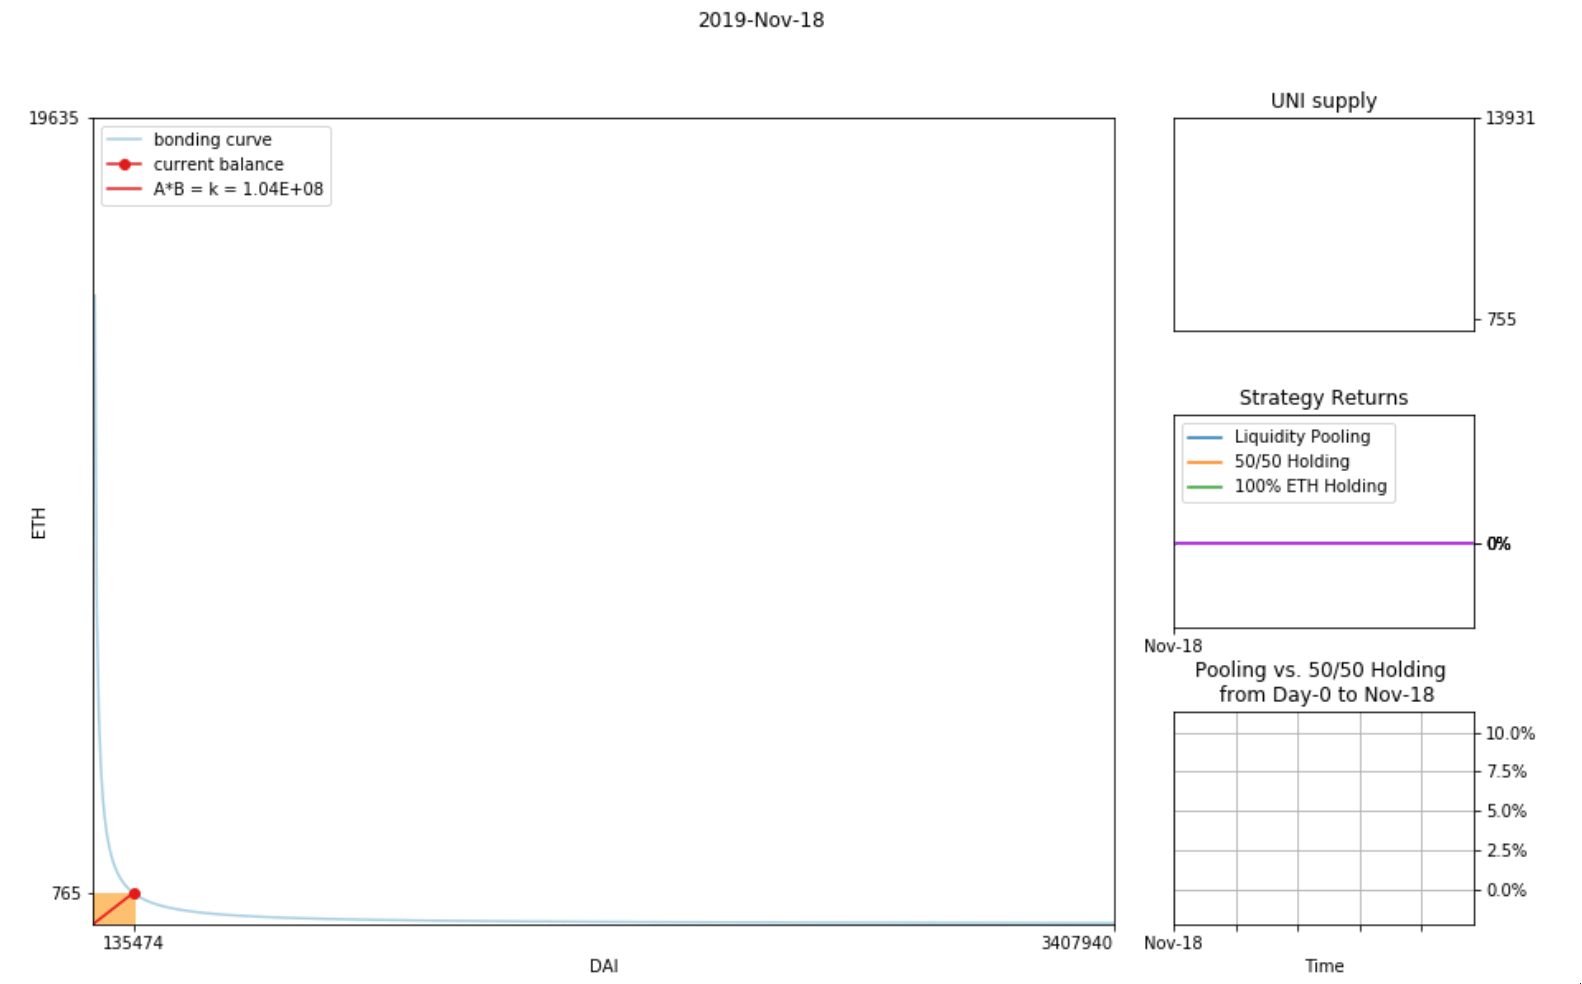 2019-Nov-18
19635
bonding curve
current balance
A*B = k = 1.04E+08
ETH
765
135474
3407940
DAI
UNI supply
13931
755
Strategy Returns
Liquidity Pooling
50/50 Holding
100% ETH Holding
0%
Nov-18
Pooling vs. 50/50 Holding
from Day-0 to Nov-18
10.0%
7.5%
5.0%
2.5%
0.0%
Nov-18
Time